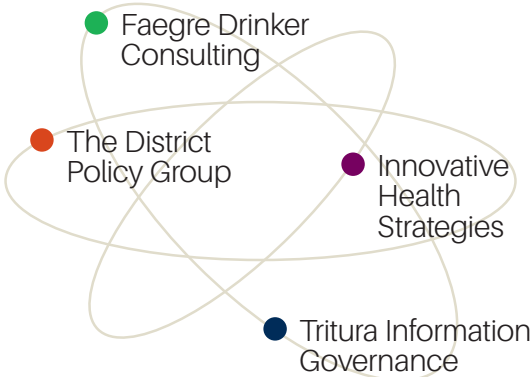 Faegre Drinker
Consulting
The District
Policy Group
Innovative
Health
Strategies
Tritura Information
Governance